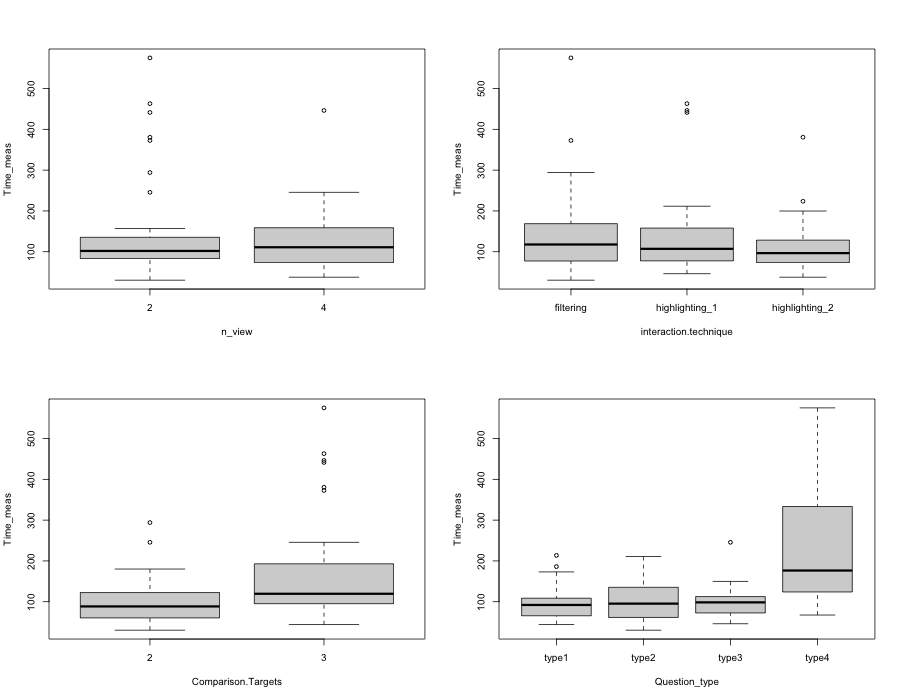 500
400
300
200
100
Time_meas
2 4
n_view
500
400
300
200
100
Time_meas
filtering highlighting_1 highlighting_2
interaction.technique
500
400
300
200
100
Time_meas
2 3
Comparison.Targets
500
400
300
200
100
Time_meas
type1 type2 type3 type4
Question_type